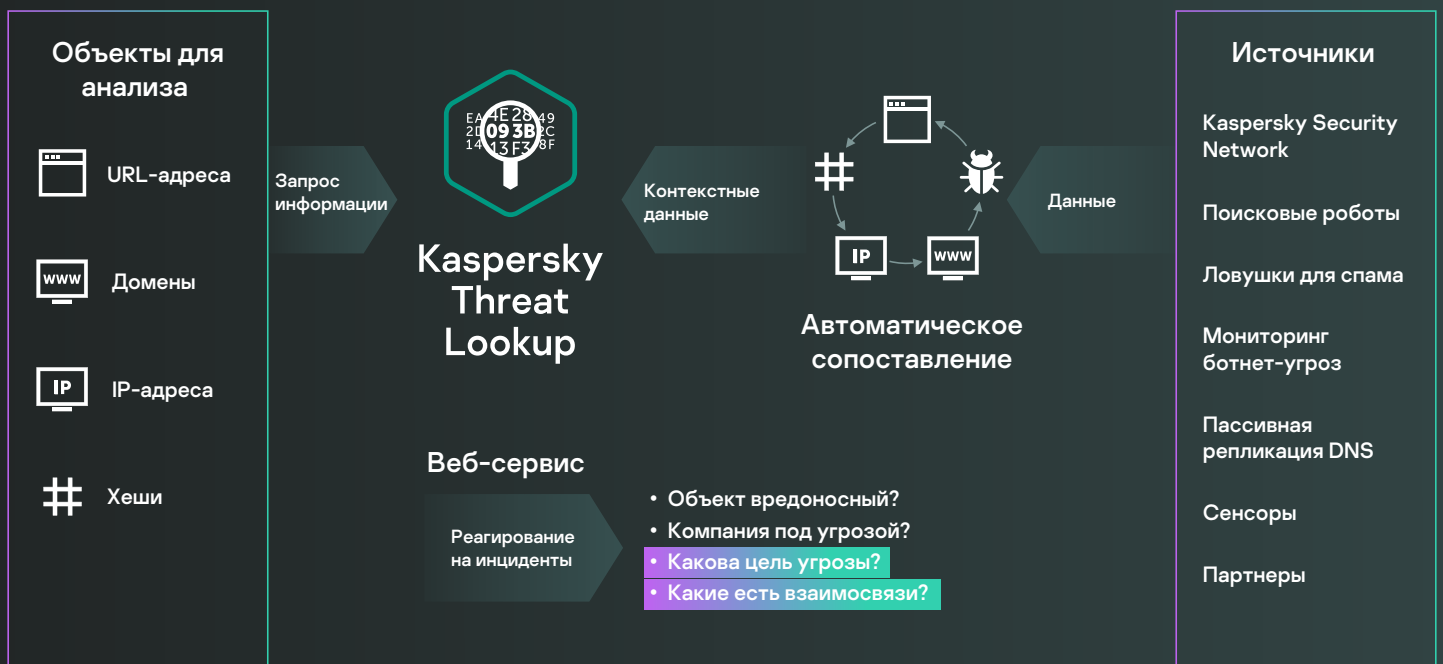 Объекты для
анализа
URL-адреса
www
Домены
IP
IP-адреса
Хеши
Запрос
информации
EA 4E 28 49
2D 09 3B 2C
14 13 F3 8F
Kaspersky
Threat
Lookup
Контекстные
данные
IP
www
Автоматическое
сопоставление
Данные
Веб-сервис
Реагирование
на инциденты
• Объект вредоносный?
• Компания под угрозой?
• Какова цель угрозы?
• Какие есть взаимосвязи?
Источники
Kaspersky Security
Network
Поисковые роботы
Ловушки для спама
Мониторинг
ботнет-угроз
Пассивная
репликация DNS
Сенсоры
Партнеры